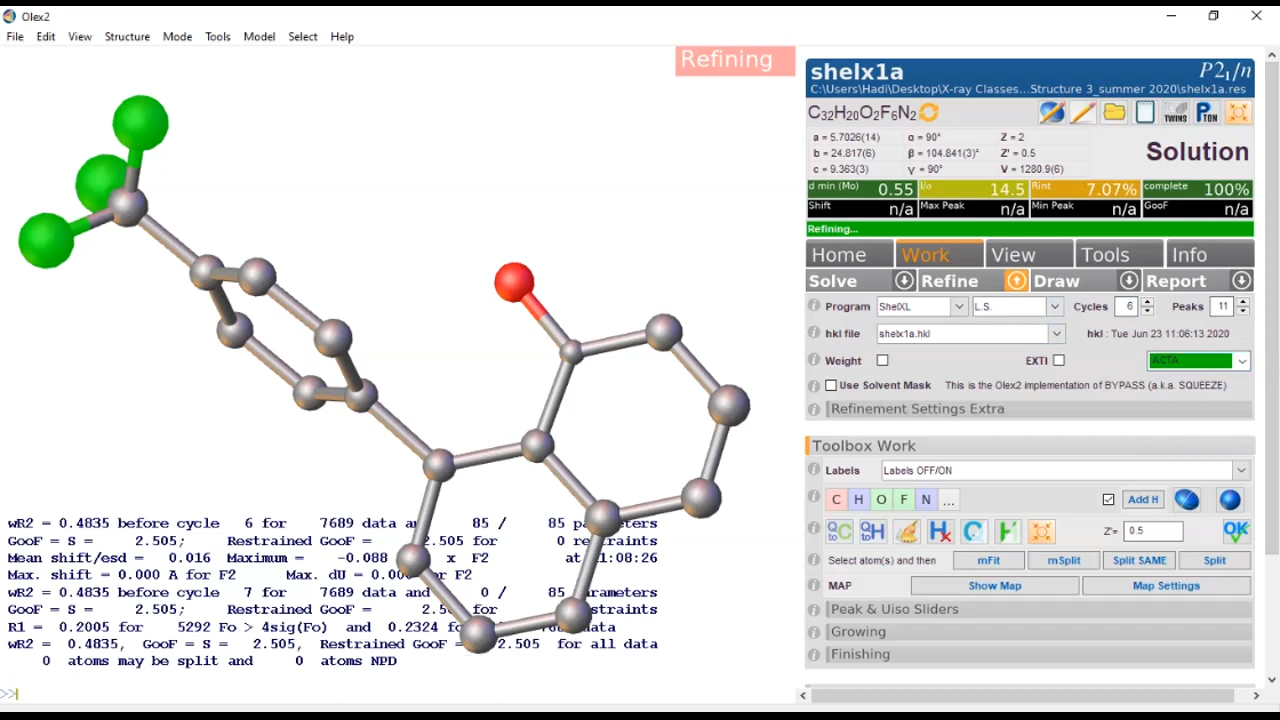 Olex2
File Edit View Structure Mode Tools Model Select Help
Refining
shelx1a
P2₁/n
C:\Users\Hadi\Desktop\X-ray Classes...Structure 3_summer 2020\shelx1a.res
C₃₂H₂₀O₂F₆N₂
TWINS
PTON
a = 5.7026(14) α = 90° Z = 2
b = 24.817(6) β = 104.841(3)° Z' = 0.5
c = 9.363(3) γ = 90° V = 1280.9(6)
Solution
d min (Mo) 0.55 I/σ 14.5 Rint 7.07% complete 100%
Shift n/a Max Peak n/a Min Peak n/a GooF n/a
Refining...
Home Work View Tools Info
Solve Refine Draw Report
Program ShelXL L.S. Cycles 6 Peaks 11
hkl file shelx1a.hkl hkl : Tue Jun 23 11:06:13 2020
Weight EXTI ACTA
Use Solvent Mask This is the Olex2 implementation of BYPASS (a.k.a. SQUEEZE)
Refinement Settings Extra
Toolbox Work
Labels Labels OFF/ON
C H O F N ... Add H
Q to C Q to H H x Z'= 0.5 OK
Select atom(s) and then mFit mSplit Split SAME Split
MAP Show Map Map Settings
Peak & Uiso Sliders
Growing
Finishing
wR2 = 0.4835 before cycle 6 for 7689 data 85 / 85 parameters
GooF = S = 2.505; Restrained GooF = 2.505 for 0 restraints
Mean shift/esd = 0.016 Maximum = -0.088 x F2 at 11:08:26
Max. shift = 0.000 A for F2 Max. dU = 0.000 for F2
wR2 = 0.4835 before cycle 7 for 7689 data and 0 / 85 parameters
GooF = S = 2.505; Restrained GooF = for
R1 = 0.2005 for 5292 Fo > 4sig(Fo) and 0.2324 data
wR2 = 0.4835, GooF = S = 2.505, Restrained GooF = 2.505 for all data
0 atoms may be split and 0 atoms NPD
>>